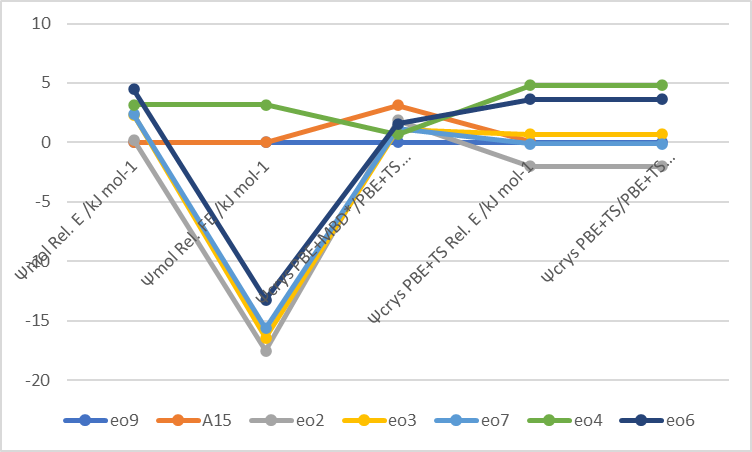 10
5
0
-5
-10
-15
-20
Ψmol Rel. E /kJ mol-1
Ψmol Rel. FE /kJ mol-1
Ψcrys PBE+MBD* /PBE+TS...
Ψcrys PBE+TS Rel. E /kJ mol-1
Ψcrys PBE+TS/PBE+TS...
eo9 A15 eo2 eo3 eo7 eo4 eo6